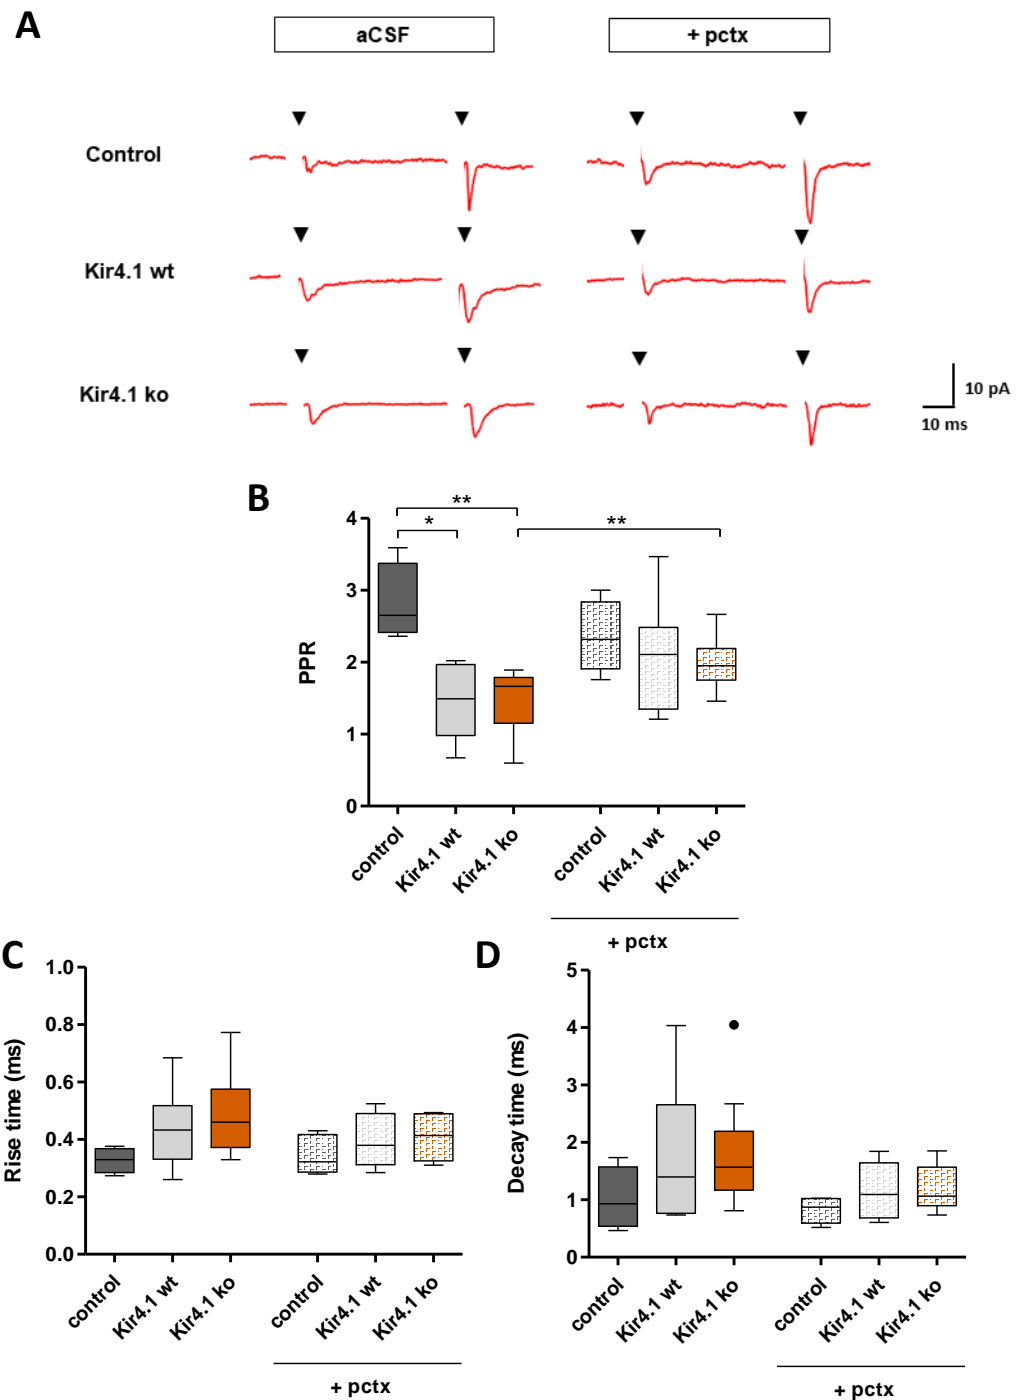 A
aCSF
+ pctx
Control
Kir4.1 wt
Kir4.1 ko
10 pA
10 ms
B
**
*
**
PPR
4
3
2
1
0
control
Kir4.1 wt
Kir4.1 ko
control
Kir4.1 wt
Kir4.1 ko
+ pctx
C
Rise time (ms)
1.0
0.8
0.6
0.4
0.2
0.0
control
Kir4.1 wt
Kir4.1 ko
control
Kir4.1 wt
Kir4.1 ko
+ pctx
D
Decay time (ms)
5
4
3
2
1
0
control
Kir4.1 wt
Kir4.1 ko
control
Kir4.1 wt
Kir4.1 ko
+ pctx